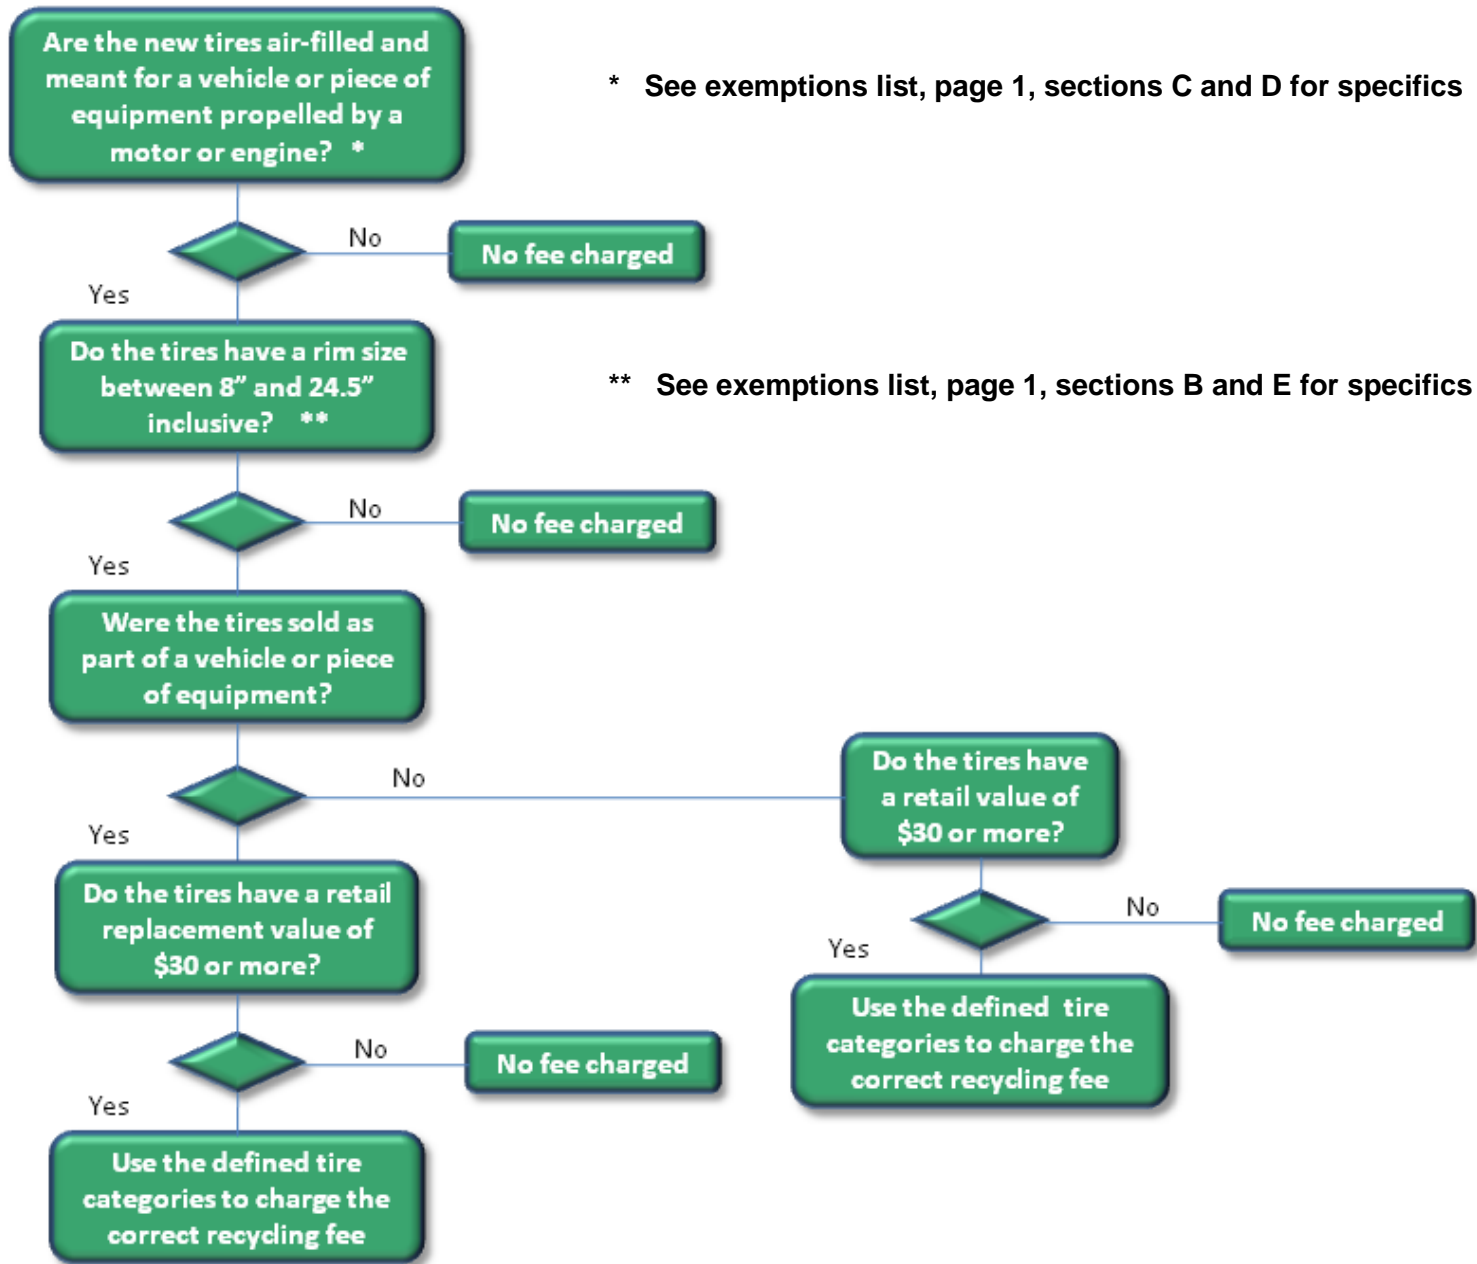 Are the new tires air-filled and
meant for a vehicle or piece of
equipment propelled by a
motor or engine? *
* See exemptions list, page 1, sections C and D for specifics
No
No fee charged
Yes
Do the tires have a rim size
between 8” and 24.5”
inclusive? **
** See exemptions list, page 1, sections B and E for specifics
No
No fee charged
Yes
Were the tires sold as
part of a vehicle or piece
of equipment?
No
Do the tires have
a retail value of
$30 or more?
Yes
Do the tires have a retail
replacement value of
$30 or more?
No
No fee charged
Yes
Use the defined tire
categories to charge the
correct recycling fee
No
No fee charged
Yes
Use the defined tire
categories to charge the
correct recycling fee